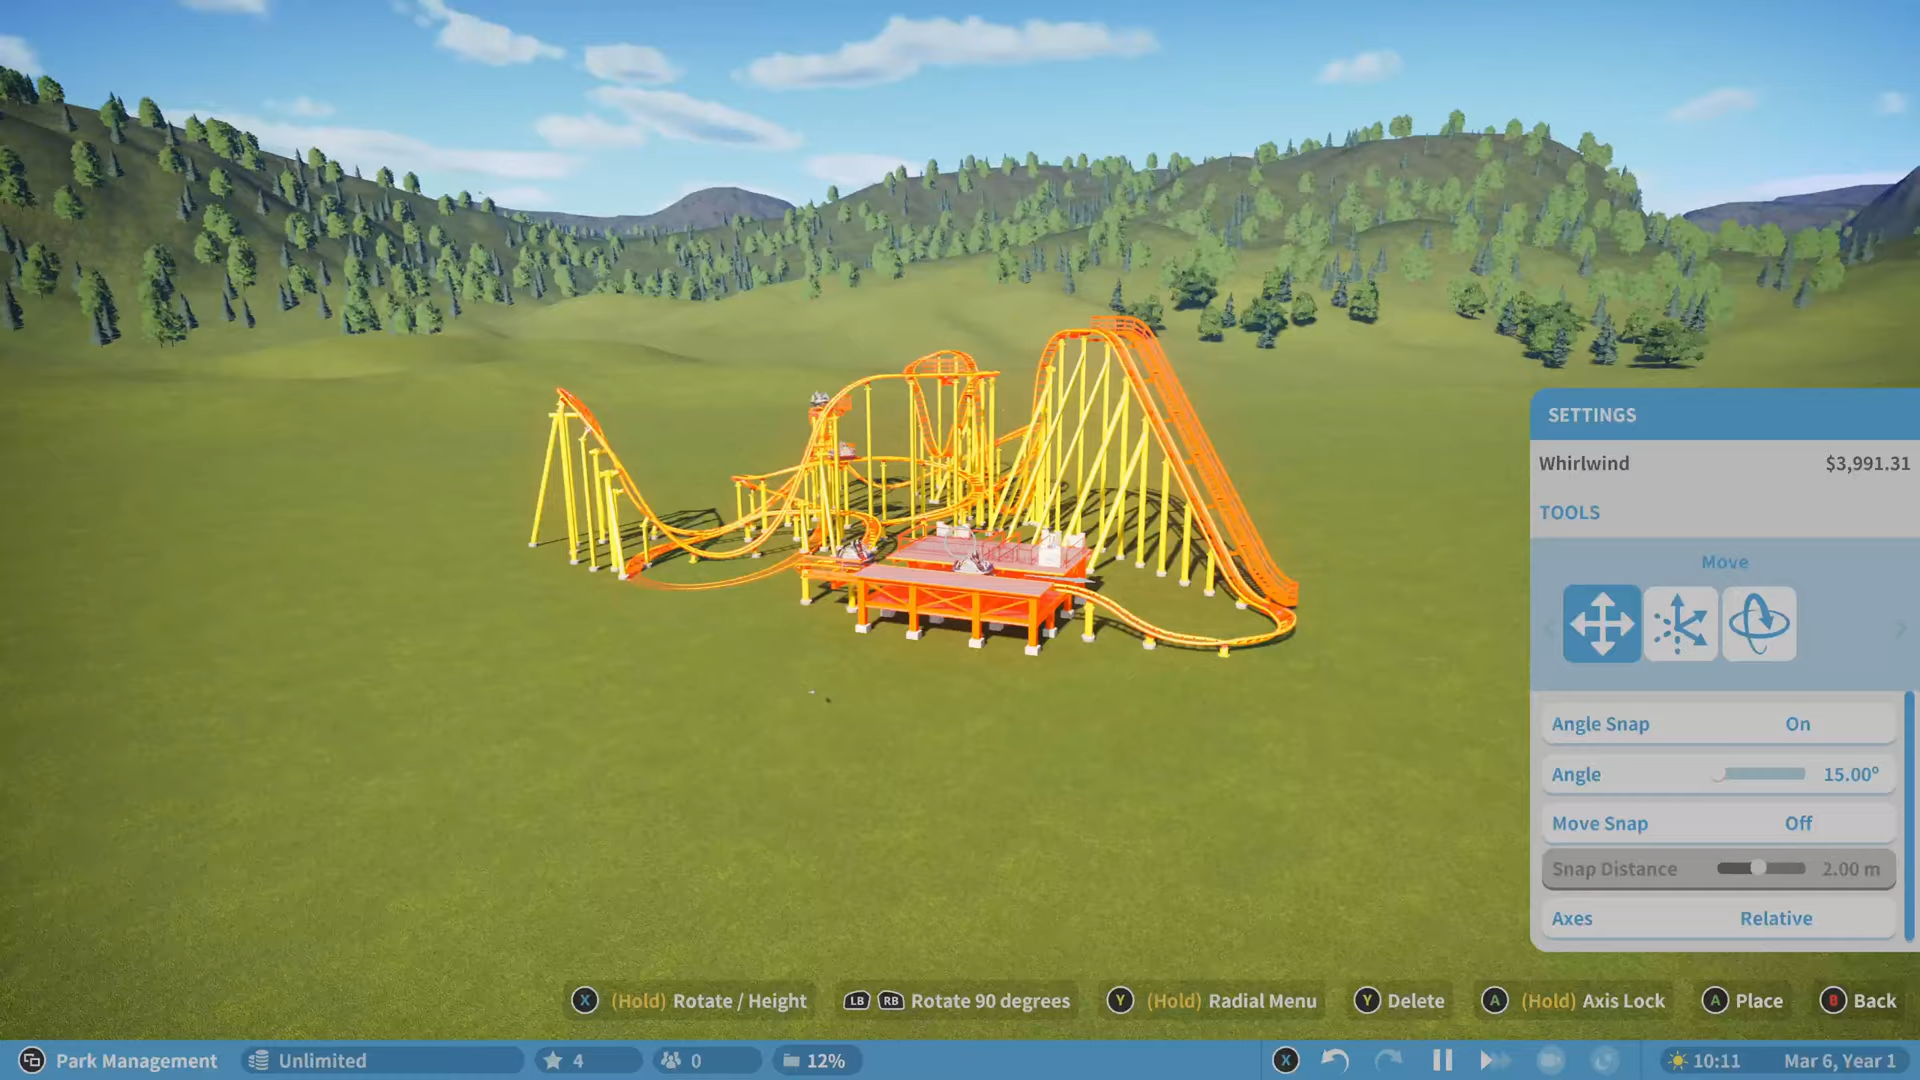 SETTINGS
Whirlwind $3,991.31
TOOLS
Move
Angle Snap On
Angle 15.00°
Move Snap Off
Snap Distance 2.00 m
Axes Relative
X (Hold) Rotate / Height LB RB Rotate 90 degrees Y (Hold) Radial Menu Y Delete A (Hold) Axis Lock A Place B Back
Park Management Unlimited 4 0 12% X 10:11 Mar 6, Year 1